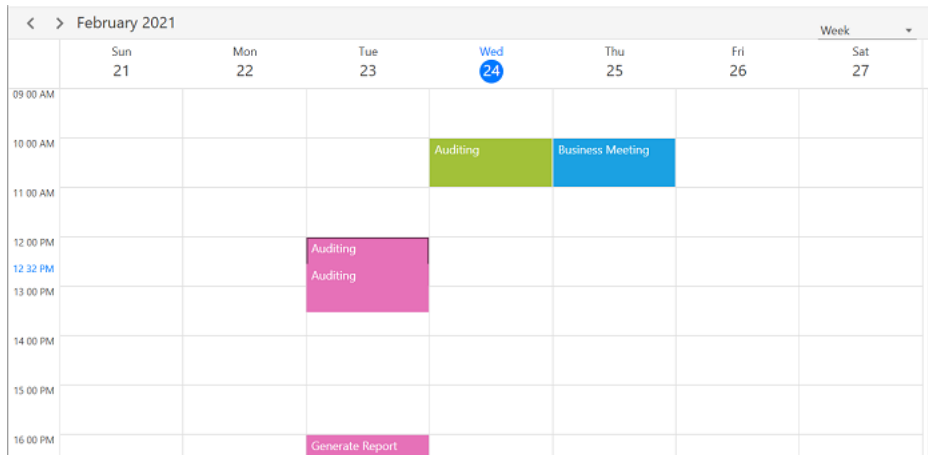 February 2021
Week
Sun Mon Tue Wed Thu Fri Sat
21 22 23 24 25 26 27
09 00 AM
10 00 AM Auditing Business Meeting
11 00 AM
12 00 PM Auditing
12 32 PM Auditing
13 00 PM
14 00 PM
15 00 PM
16 00 PM Generate Report